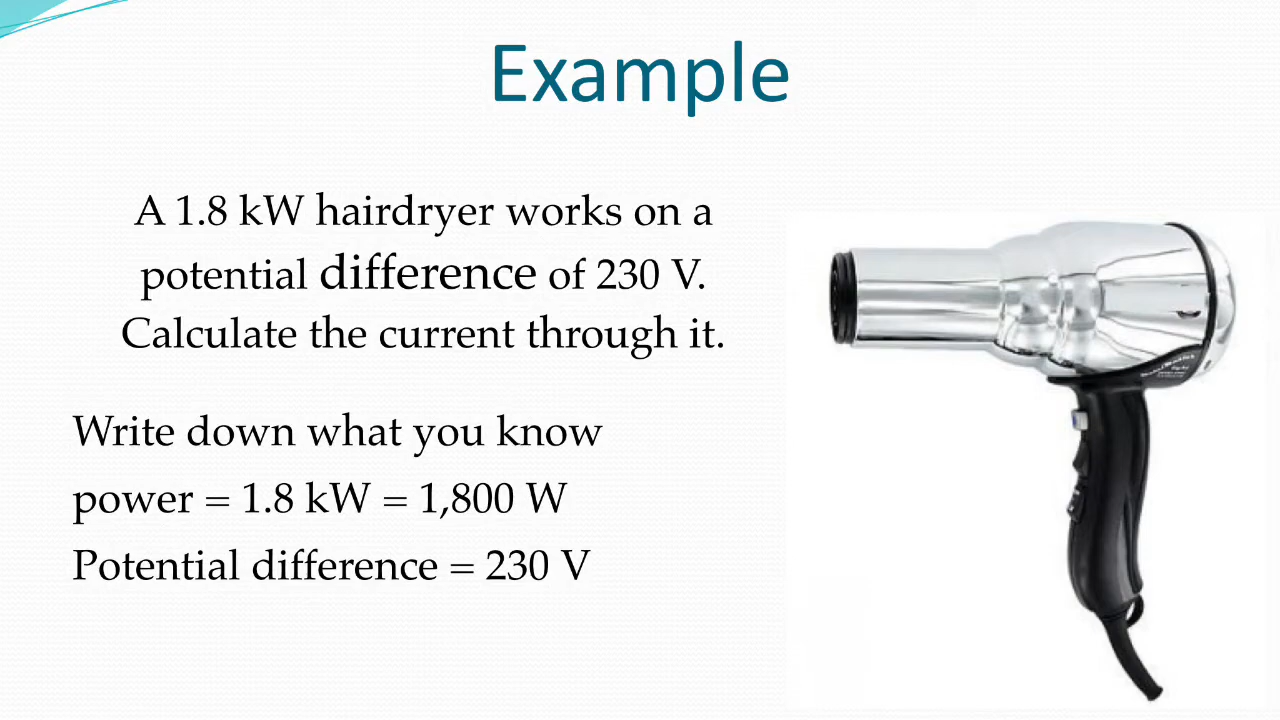 Example
A 1.8 kW hairdryer works on a
potential difference of 230 V.
Calculate the current through it.
Write down what you know
power = 1.8 kW = 1,800 W
Potential difference = 230 V